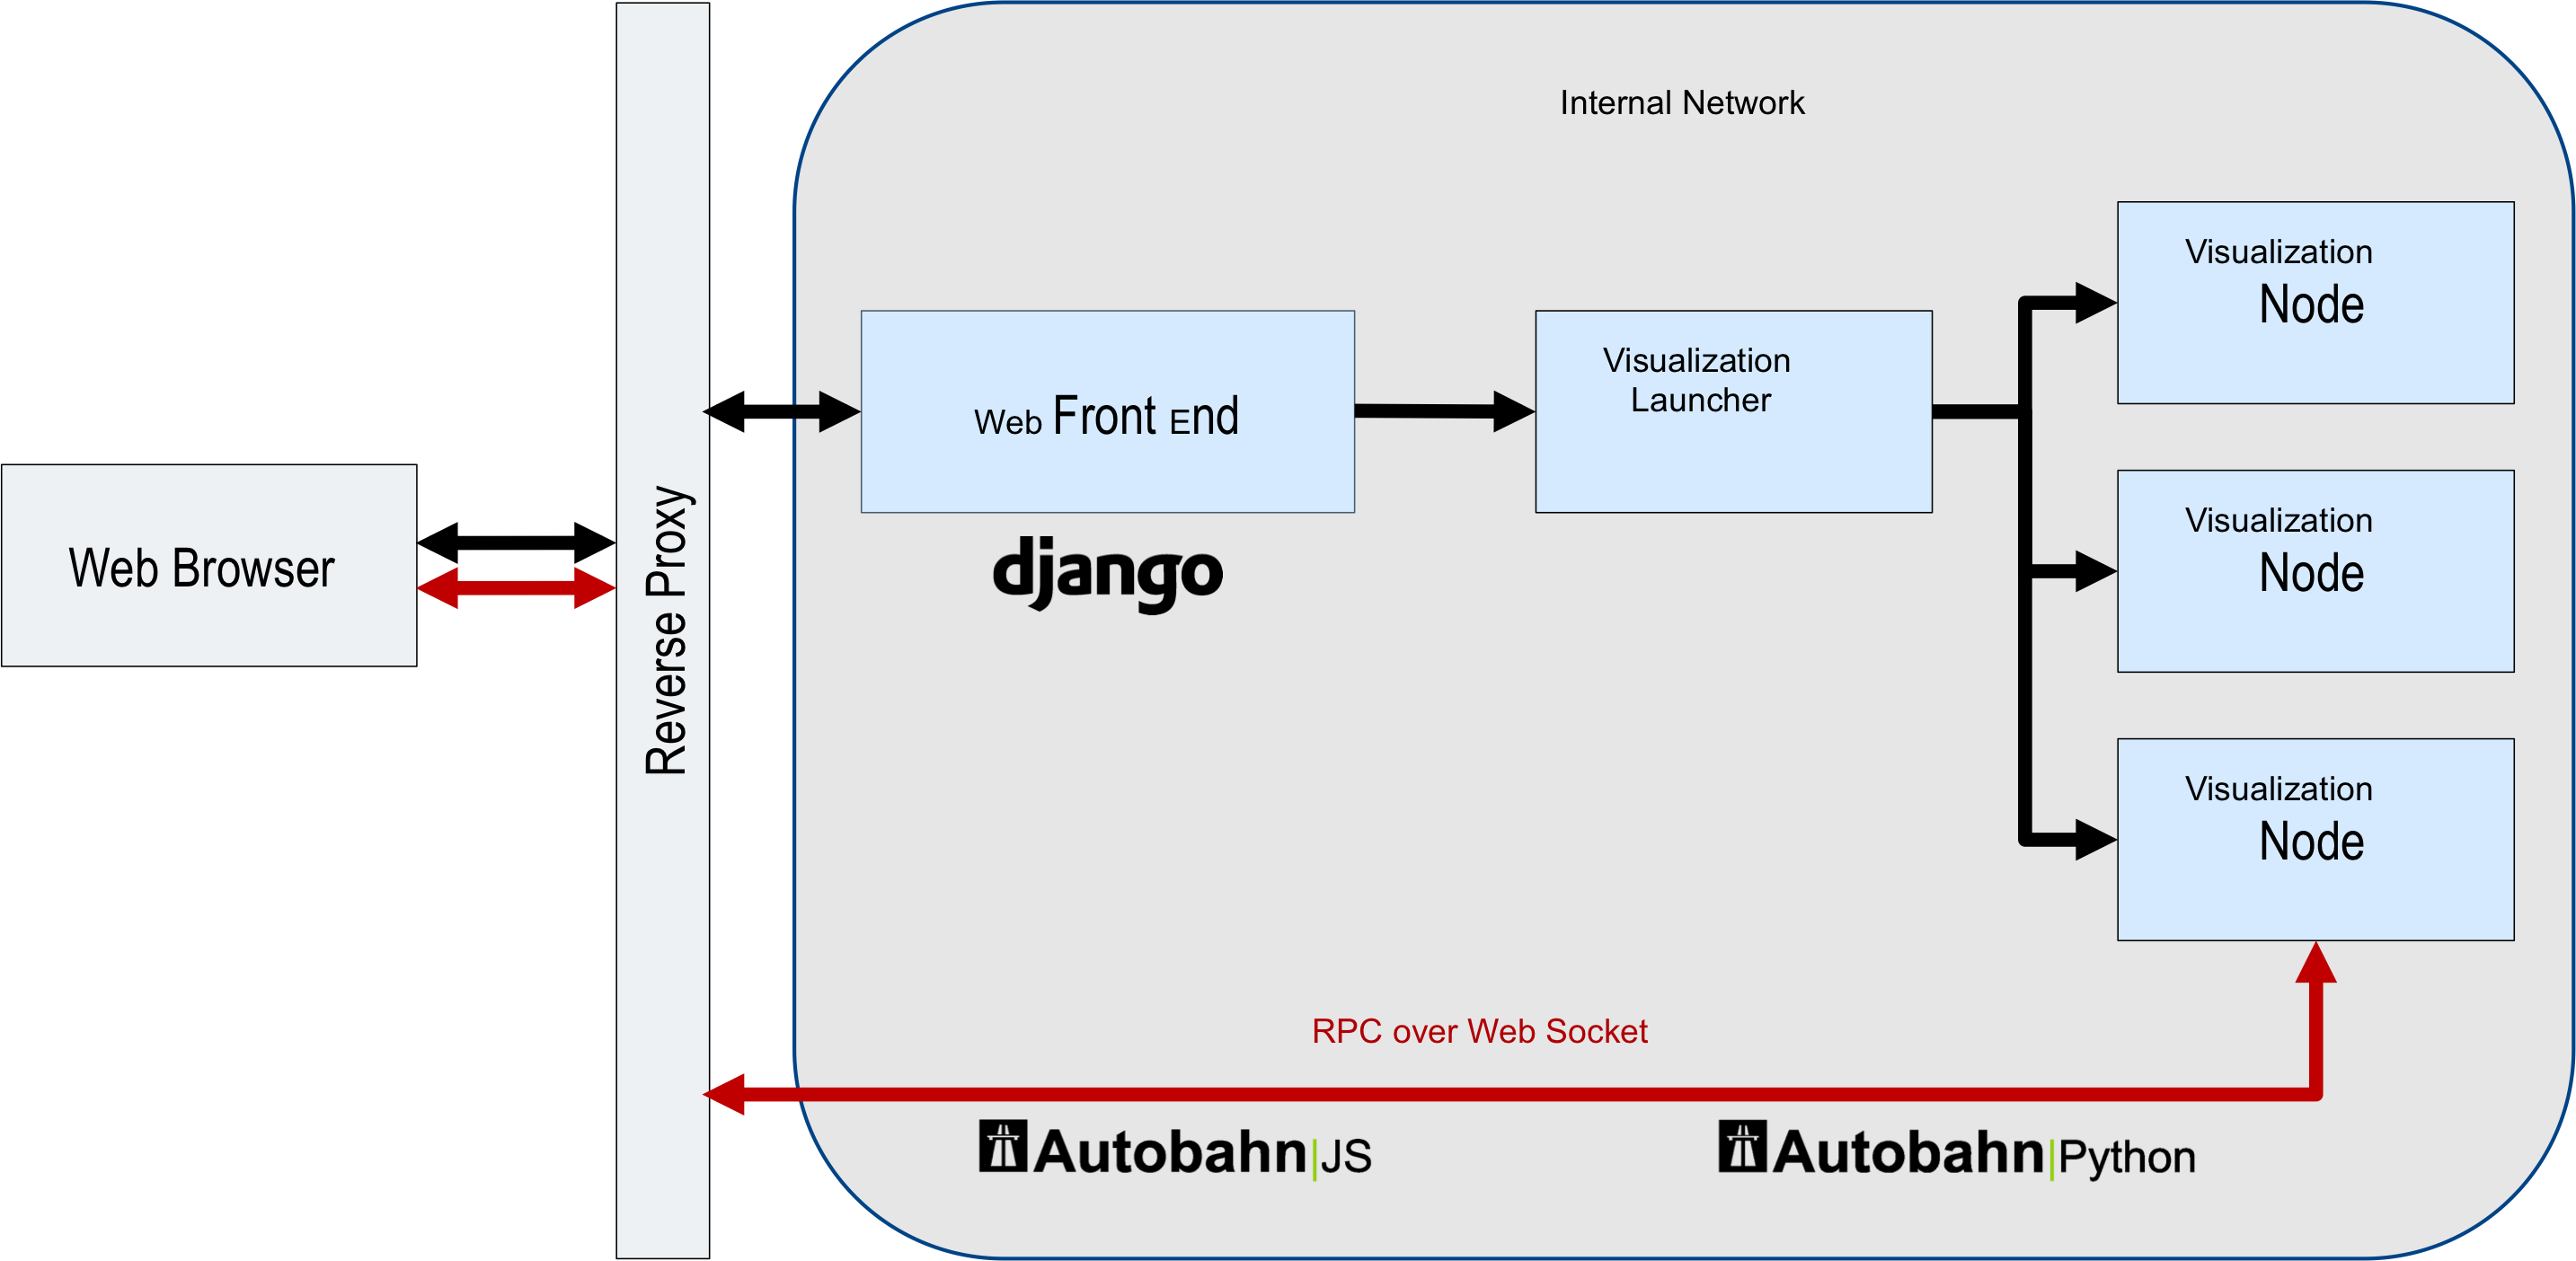 Internal Network
Visualization
Node
Web Front End
Visualization
Launcher
Web Browser
Reverse Proxy
django
Visualization
Node
Visualization
Node
RPC over Web Socket
Autobahn|JS
Autobahn|Python